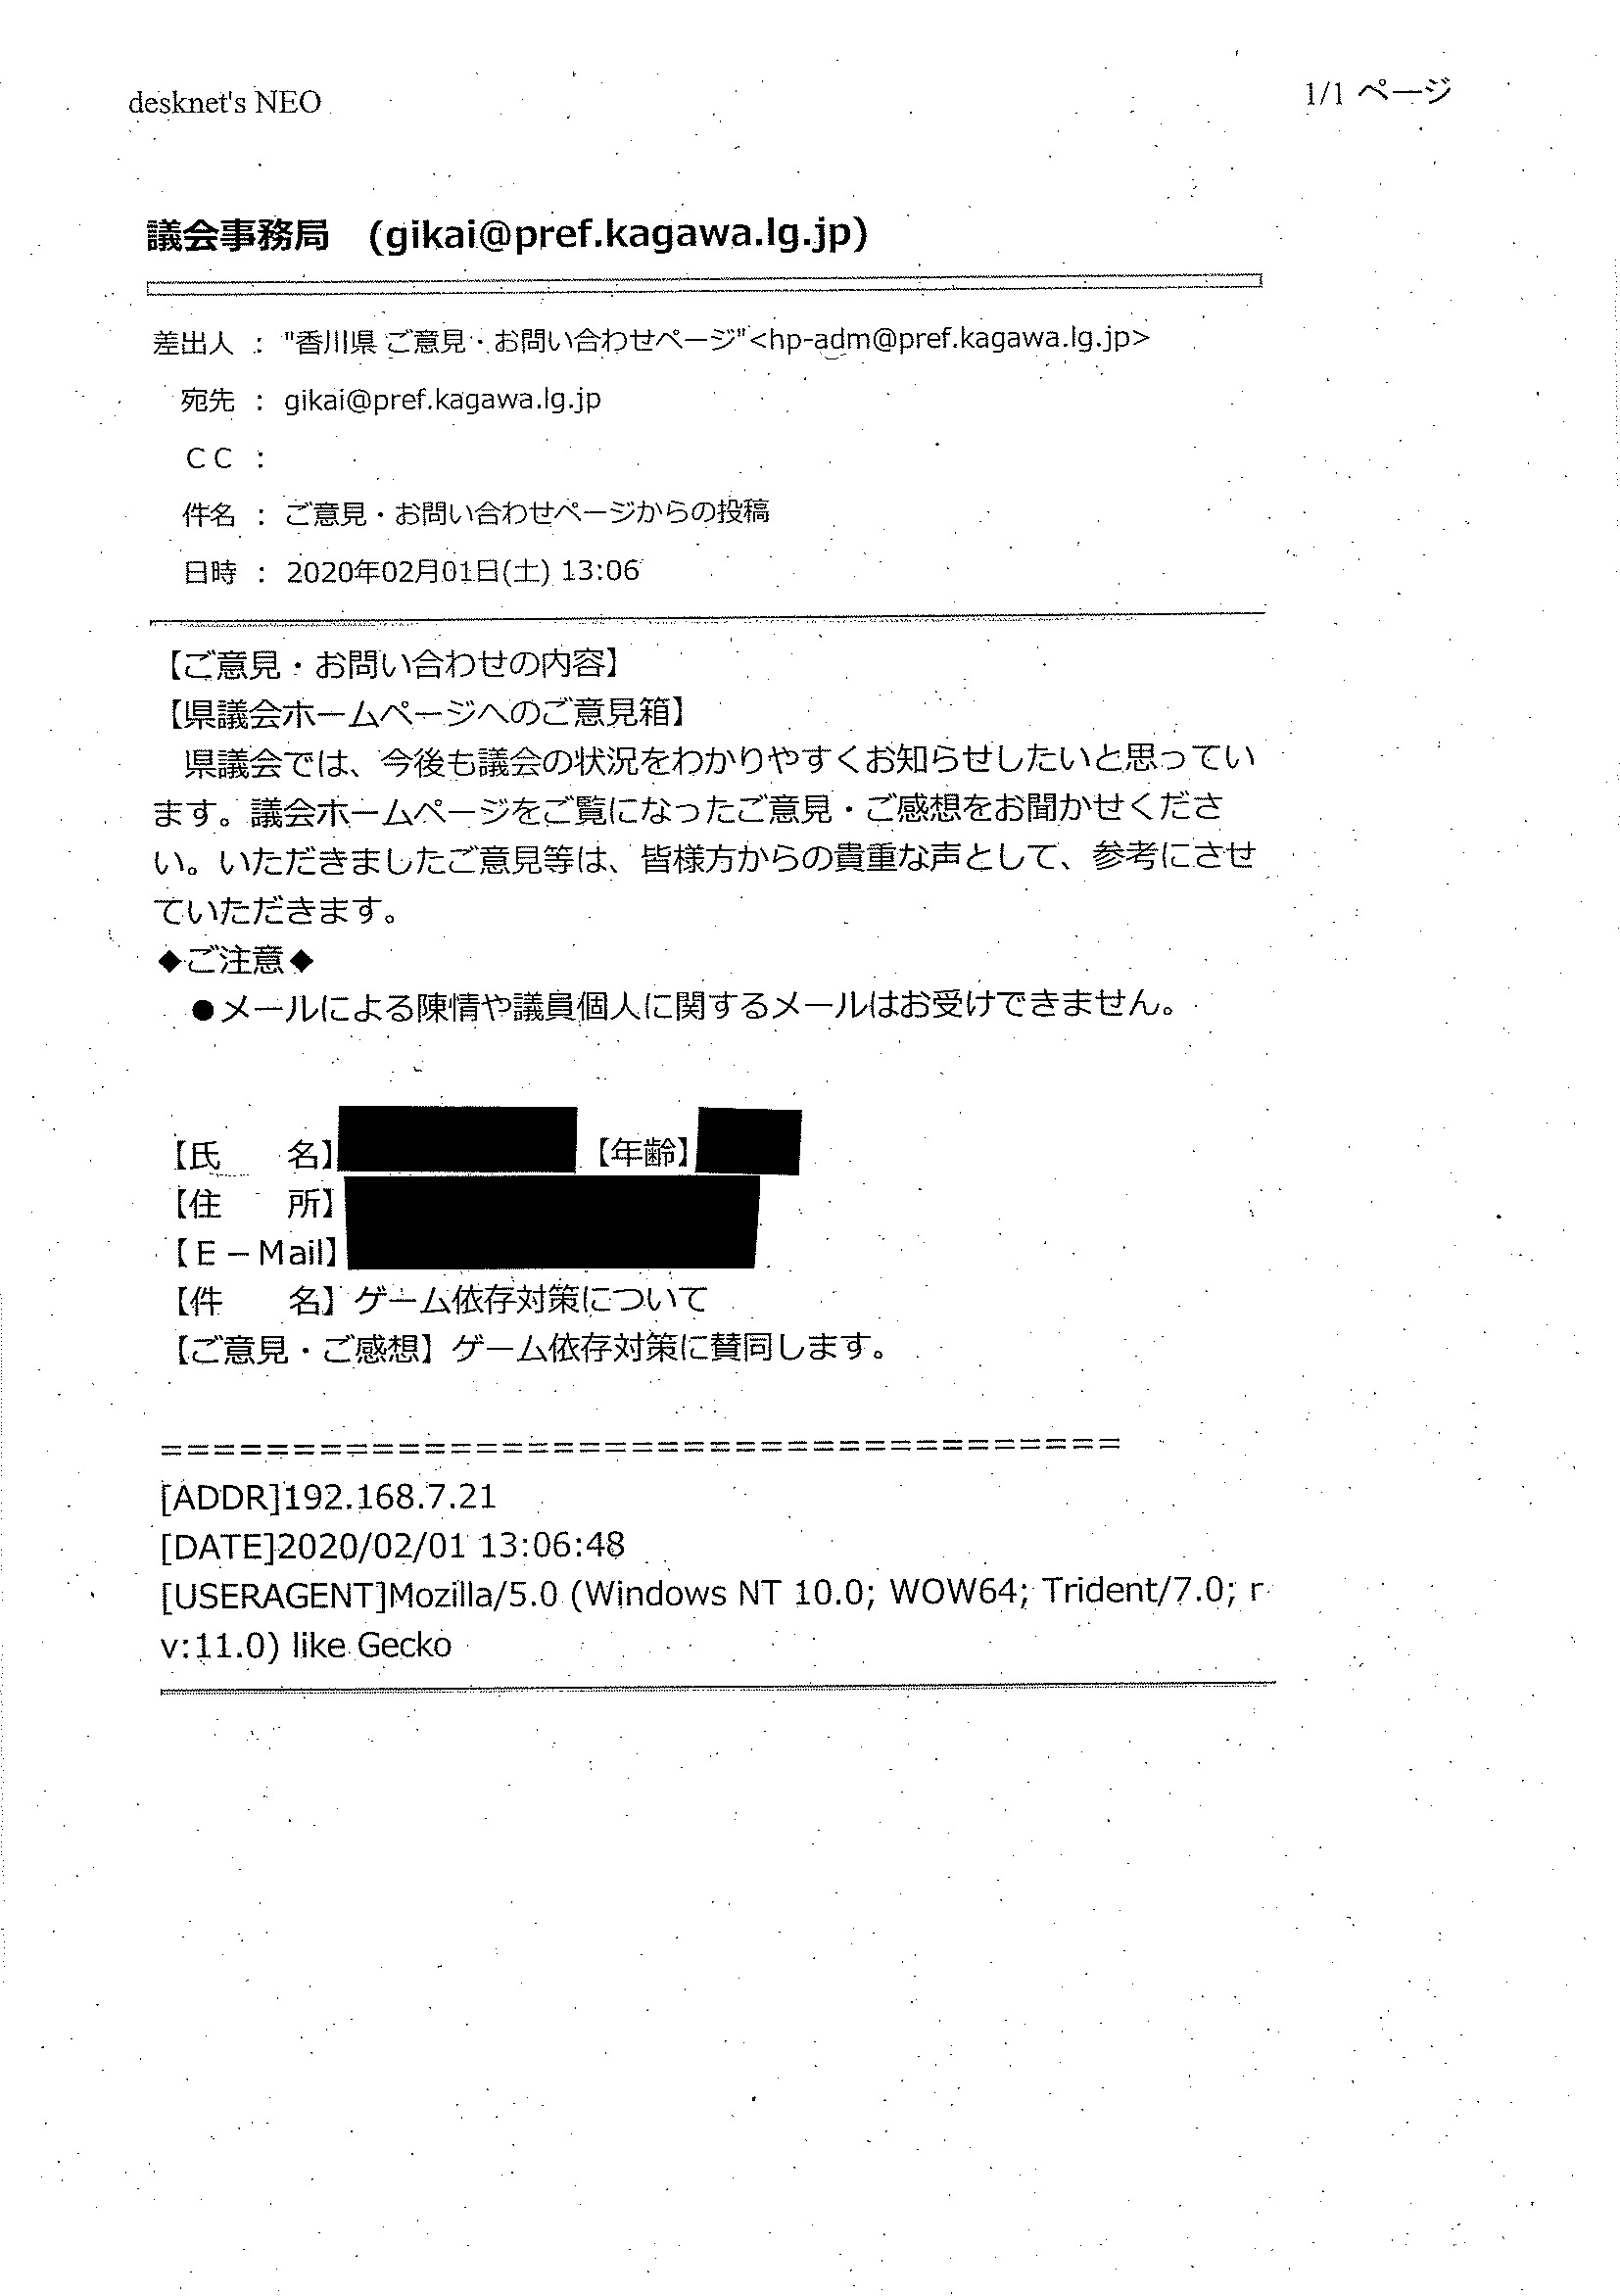 desknet's NEO
1/1 ページ
議会事務局　(gikai@pref.kagawa.lg.jp)
差出人 ： "香川県 ご意見・お問い合わせページ"<hp-adm@pref.kagawa.lg.jp>
宛先 ： gikai@pref.kagawa.lg.jp
ＣＣ ：
件名 ： ご意見・お問い合わせページからの投稿
日時 ： 2020年02月01日(土) 13:06
【ご意見・お問い合わせの内容】
【県議会ホームページへのご意見箱】
　県議会では、今後も議会の状況をわかりやすくお知らせしたいと思ってい
ます。議会ホームページをご覧になったご意見・ご感想をお聞かせくださ
い。いただきましたご意見等は、皆様方からの貴重な声として、参考にさせ
ていただきます。
◆ご注意◆
　●メールによる陳情や議員個人に関するメールはお受けできません。
【氏　　名】　【年齢】
【住　　所】
【Ｅ－Mail】
【件　　名】ゲーム依存対策について
【ご意見・ご感想】ゲーム依存対策に賛同します。
=====================================
[ADDR]192.168.7.21
[DATE]2020/02/01 13:06:48
[USERAGENT]Mozilla/5.0 (Windows NT 10.0; WOW64; Trident/7.0; r
v:11.0) like Gecko